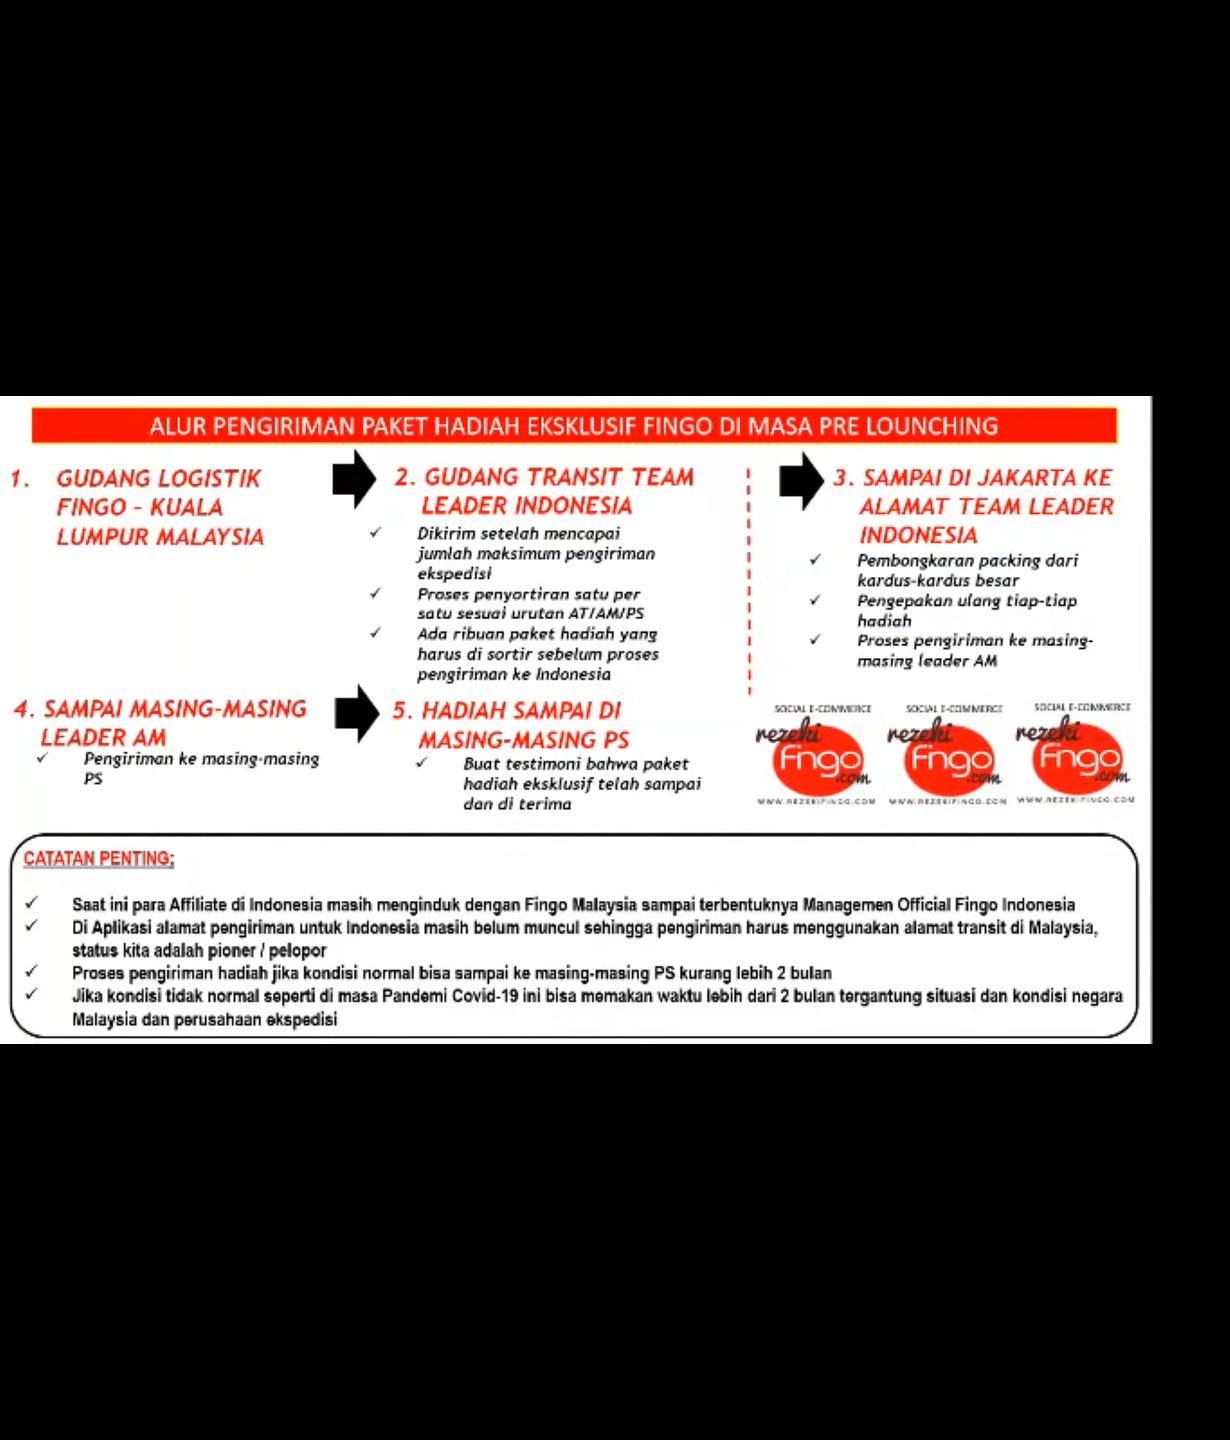 ALUR PENGIRIMAN PAKET HADIAH EKSKLUSIF FINGO DI MASA PRE LOUNCHING
1. GUDANG LOGISTIK
FINGO - KUALA
LUMPUR MALAYSIA
2. GUDANG TRANSIT TEAM
LEADER INDONESIA
✓ Dikirim setelah mencapai
jumlah maksimum pengiriman
ekspedisi
✓ Proses penyortiran satu per
satu sesuai urutan AT/AM/PS
✓ Ada ribuan paket hadiah yang
harus di sortir sebelum proses
pengiriman ke Indonesia
3. SAMPAI DI JAKARTA KE
ALAMAT TEAM LEADER
INDONESIA
✓ Pembongkaran packing dari
kardus-kardus besar
✓ Pengepakan ulang tiap-tiap
hadiah
✓ Proses pengiriman ke masing-
masing leader AM
4. SAMPAI MASING-MASING
LEADER AM
✓ Pengiriman ke masing-masing
PS
5. HADIAH SAMPAI DI
MASING-MASING PS
✓ Buat testimoni bahwa paket
hadiah eksklusif telah sampai
dan di terima
SOCIAL E-COMMERCE
rezeki
Fingo
.com
WWW.REZEKIFINGO.COM
SOCIAL E-COMMERCE
rezeki
Fingo
.com
WWW.REZEKIFINGO.COM
SOCIAL E-COMMERCE
rezeki
Fingo
.com
WWW.REZEKIFINGO.COM
CATATAN PENTING:
✓ Saat ini para Affiliate di Indonesia masih menginduk dengan Fingo Malaysia sampai terbentuknya Managemen Official Fingo Indonesia
✓ Di Aplikasi alamat pengiriman untuk Indonesia masih belum muncul sehingga pengiriman harus menggunakan alamat transit di Malaysia,
status kita adalah pioner / pelopor
✓ Proses pengiriman hadiah jika kondisi normal bisa sampai ke masing-masing PS kurang lebih 2 bulan
✓ Jika kondisi tidak normal seperti di masa Pandemi Covid-19 ini bisa memakan waktu lebih dari 2 bulan tergantung situasi dan kondisi negara
Malaysia dan perusahaan ekspedisi